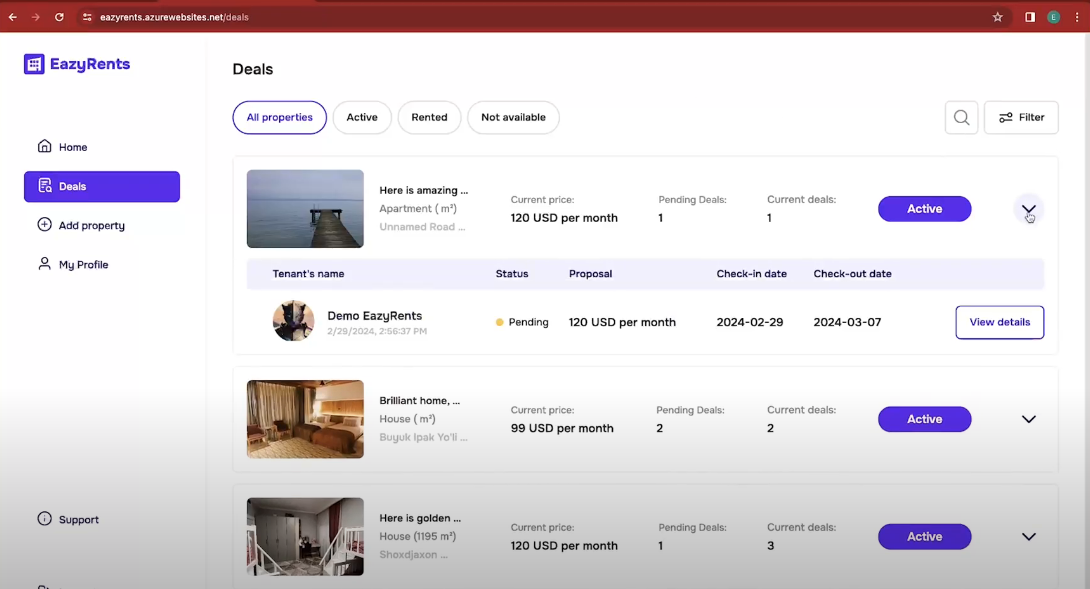 eazyrents.azurewebsites.net/deals
E
EazyRents
Home
Deals
Add property
My Profile
Support
Deals
All properties
Active
Rented
Not available
Filter
Here is amazing ...
Apartment ( m²)
Unnamed Road ...
Current price:
120 USD per month
Pending Deals:
1
Current deals:
1
Active
Tenant's name Status Proposal Check-in date Check-out date
Demo EazyRents
2/29/2024, 2:56:37 PM
Pending
120 USD per month
2024-02-29
2024-03-07
View details
Brilliant home, ...
House ( m²)
Buyuk Ipak Yo'li ...
Current price:
99 USD per month
Pending Deals:
2
Current deals:
2
Active
Here is golden ...
House (1195 m²)
Shoxdjaxon ...
Current price:
120 USD per month
Pending Deals:
1
Current deals:
3
Active